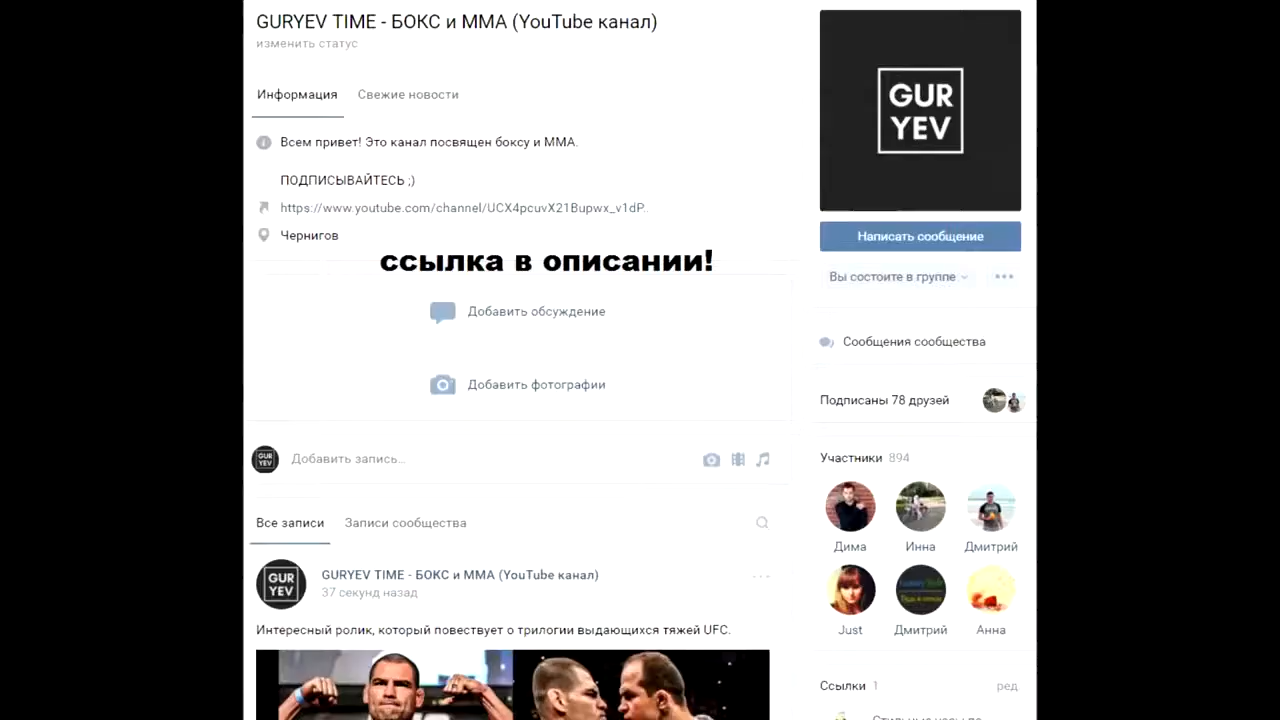 GURYEV TIME - БОКС и ММА (YouTube канал)
изменить статус
Информация Свежие новости
Всем привет! Это канал посвящен боксу и ММА.
ПОДПИСЫВАЙТЕСЬ ;)
https://www.youtube.com/channel/UCX4pcuvX21Bupwx_v1dP..
Чернигов
ссылка в описании!
Добавить обсуждение
Добавить фотографии
GUR
YEV
Добавить запись...
Все записи Записи сообщества
GUR
YEV
GURYEV TIME - БОКС и ММА (YouTube канал)
37 секунд назад
Интересный ролик, который повествует о трилогии выдающихся тяжей UFC.
GUR
YEV
Написать сообщение
Вы состоите в группе
Сообщения сообщества
Подписаны 78 друзей
Участники 894
Дима Инна Дмитрий
Just Дмитрий Анна
Ссылки 1 ред.